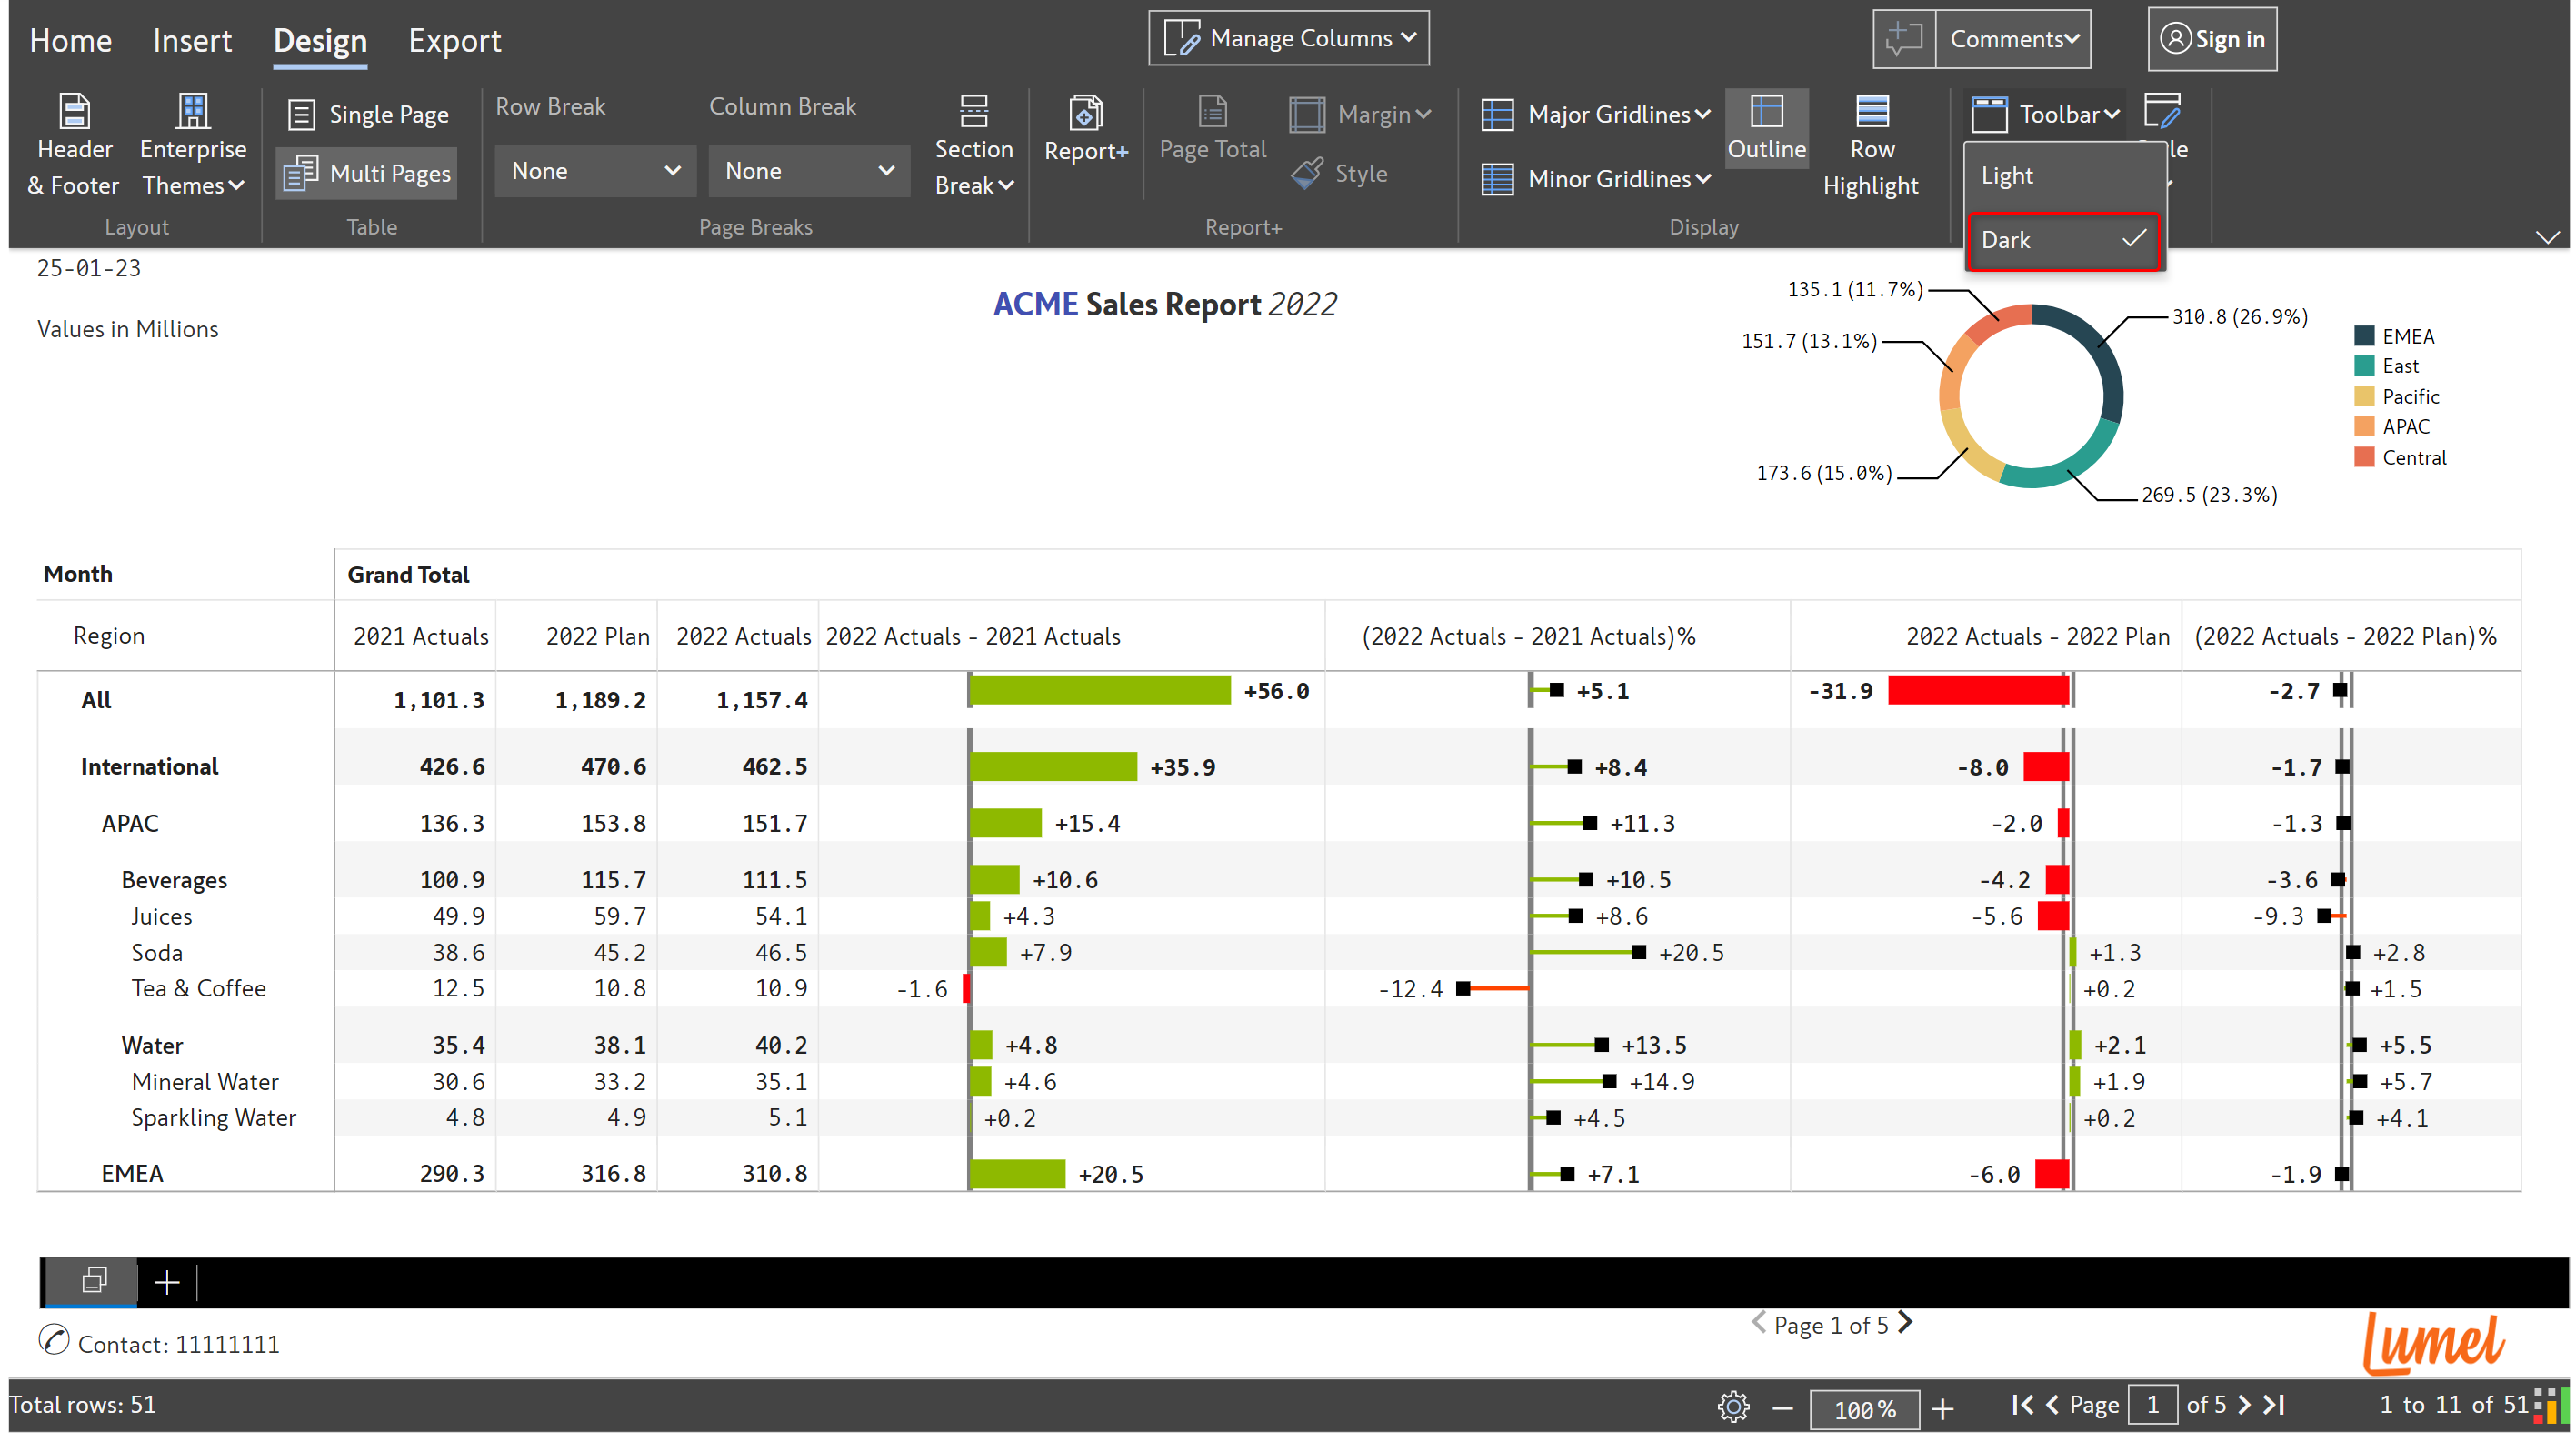 Home Insert Design Export Manage Columns Comments Sign in
Header & Footer Enterprise Themes Single Page Row Break Column Break Section Break Report+ Page Total Margin Major Gridlines Outline Row Highlight Toolbar
Multi Pages None None Style Minor Gridlines
Light
Dark
Layout Table Page Breaks Report+ Display
25-01-23
ACME Sales Report 2022
Values in Millions
135.1 (11.7%)
310.8 (26.9%)
151.7 (13.1%)
173.6 (15.0%)
269.5 (23.3%)
EMEA
East
Pacific
APAC
Central
Month Grand Total
Region 2021 Actuals 2022 Plan 2022 Actuals 2022 Actuals - 2021 Actuals (2022 Actuals - 2021 Actuals)% 2022 Actuals - 2022 Plan (2022 Actuals - 2022 Plan)%
All 1,101.3 1,189.2 1,157.4 +56.0 +5.1 -31.9 -2.7
International 426.6 470.6 462.5 +35.9 +8.4 -8.0 -1.7
APAC 136.3 153.8 151.7 +15.4 +11.3 -2.0 -1.3
Beverages 100.9 115.7 111.5 +10.6 +10.5 -4.2 -3.6
Juices 49.9 59.7 54.1 +4.3 +8.6 -5.6 -9.3
Soda 38.6 45.2 46.5 +7.9 +20.5 +1.3 +2.8
Tea & Coffee 12.5 10.8 10.9 -1.6 -12.4 +0.2 +1.5
Water 35.4 38.1 40.2 +4.8 +13.5 +2.1 +5.5
Mineral Water 30.6 33.2 35.1 +4.6 +14.9 +1.9 +5.7
Sparkling Water 4.8 4.9 5.1 +0.2 +4.5 +0.2 +4.1
EMEA 290.3 316.8 310.8 +20.5 +7.1 -6.0 -1.9
Contact: 11111111 Page 1 of 5 Lumel
Total rows: 51 100% Page 1 of 5 1 to 11 of 51